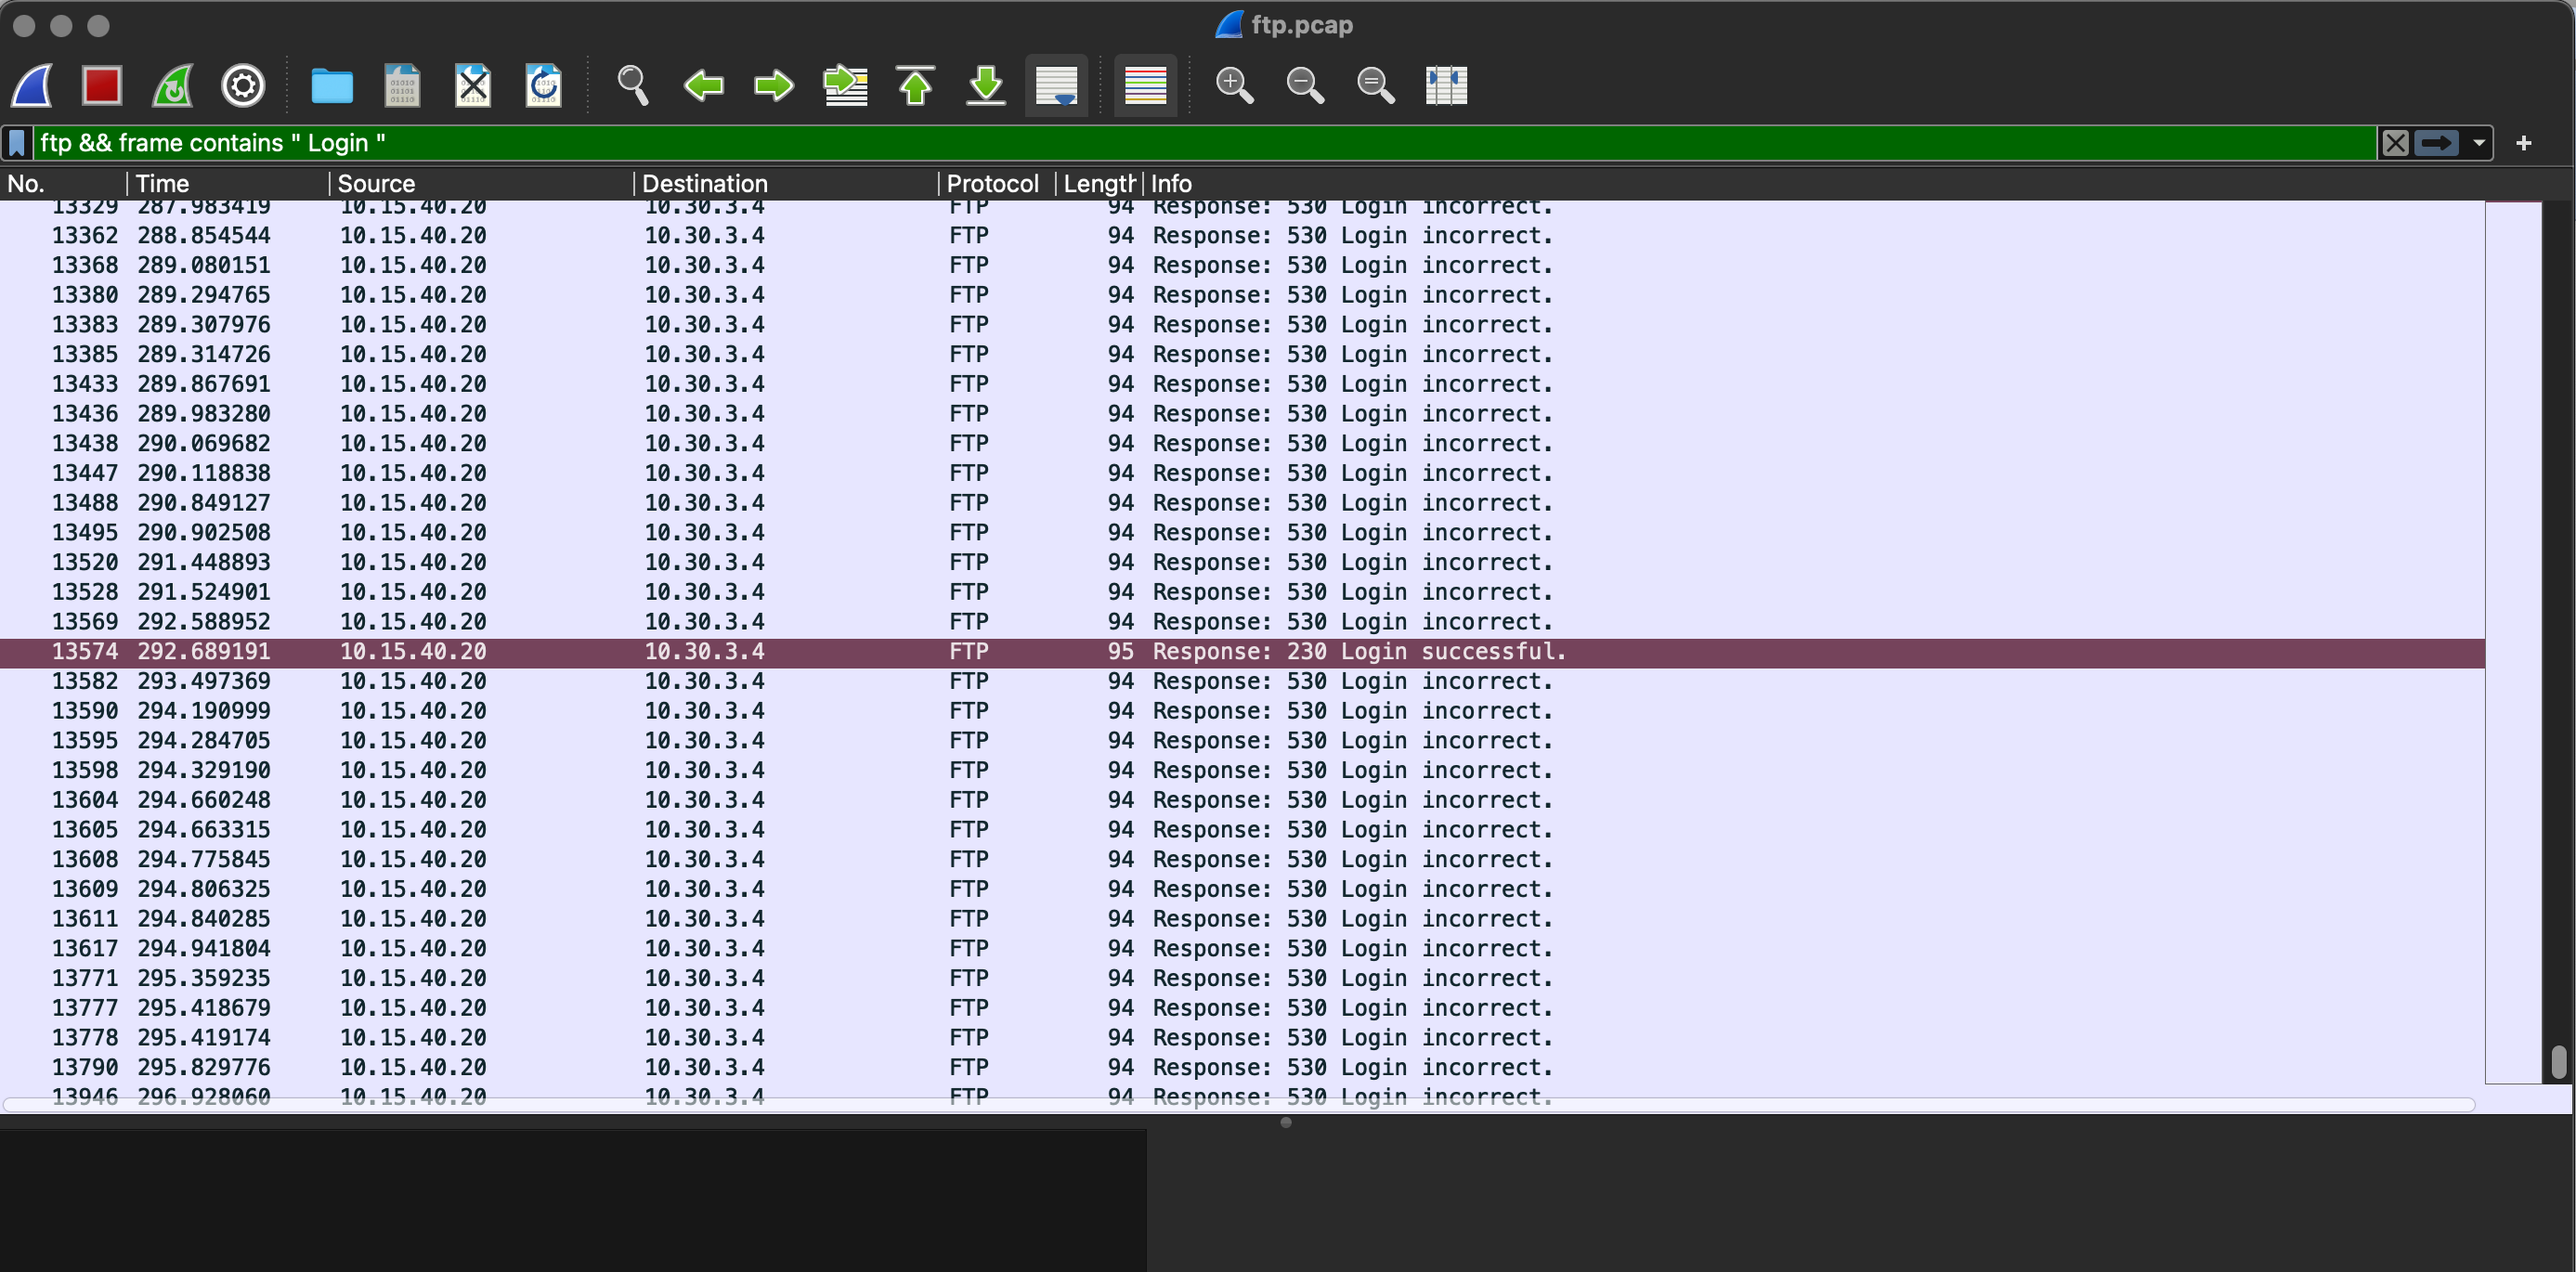 ftp.pcap
ftp && frame contains " Login "
No. Time Source Destination Protocol Length Info
13329 287.983419 10.15.40.20 10.30.3.4 FTP 94 Response: 530 Login incorrect.
13362 288.854544 10.15.40.20 10.30.3.4 FTP 94 Response: 530 Login incorrect.
13368 289.080151 10.15.40.20 10.30.3.4 FTP 94 Response: 530 Login incorrect.
13380 289.294765 10.15.40.20 10.30.3.4 FTP 94 Response: 530 Login incorrect.
13383 289.307976 10.15.40.20 10.30.3.4 FTP 94 Response: 530 Login incorrect.
13385 289.314726 10.15.40.20 10.30.3.4 FTP 94 Response: 530 Login incorrect.
13433 289.867691 10.15.40.20 10.30.3.4 FTP 94 Response: 530 Login incorrect.
13436 289.983280 10.15.40.20 10.30.3.4 FTP 94 Response: 530 Login incorrect.
13438 290.069682 10.15.40.20 10.30.3.4 FTP 94 Response: 530 Login incorrect.
13447 290.118838 10.15.40.20 10.30.3.4 FTP 94 Response: 530 Login incorrect.
13488 290.849127 10.15.40.20 10.30.3.4 FTP 94 Response: 530 Login incorrect.
13495 290.902508 10.15.40.20 10.30.3.4 FTP 94 Response: 530 Login incorrect.
13520 291.448893 10.15.40.20 10.30.3.4 FTP 94 Response: 530 Login incorrect.
13528 291.524901 10.15.40.20 10.30.3.4 FTP 94 Response: 530 Login incorrect.
13569 292.588952 10.15.40.20 10.30.3.4 FTP 94 Response: 530 Login incorrect.
13574 292.689191 10.15.40.20 10.30.3.4 FTP 95 Response: 230 Login successful.
13582 293.497369 10.15.40.20 10.30.3.4 FTP 94 Response: 530 Login incorrect.
13590 294.190999 10.15.40.20 10.30.3.4 FTP 94 Response: 530 Login incorrect.
13595 294.284705 10.15.40.20 10.30.3.4 FTP 94 Response: 530 Login incorrect.
13598 294.329190 10.15.40.20 10.30.3.4 FTP 94 Response: 530 Login incorrect.
13604 294.660248 10.15.40.20 10.30.3.4 FTP 94 Response: 530 Login incorrect.
13605 294.663315 10.15.40.20 10.30.3.4 FTP 94 Response: 530 Login incorrect.
13608 294.775845 10.15.40.20 10.30.3.4 FTP 94 Response: 530 Login incorrect.
13609 294.806325 10.15.40.20 10.30.3.4 FTP 94 Response: 530 Login incorrect.
13611 294.840285 10.15.40.20 10.30.3.4 FTP 94 Response: 530 Login incorrect.
13617 294.941804 10.15.40.20 10.30.3.4 FTP 94 Response: 530 Login incorrect.
13771 295.359235 10.15.40.20 10.30.3.4 FTP 94 Response: 530 Login incorrect.
13777 295.418679 10.15.40.20 10.30.3.4 FTP 94 Response: 530 Login incorrect.
13778 295.419174 10.15.40.20 10.30.3.4 FTP 94 Response: 530 Login incorrect.
13790 295.829776 10.15.40.20 10.30.3.4 FTP 94 Response: 530 Login incorrect.
13946 296.928060 10.15.40.20 10.30.3.4 FTP 94 Response: 530 Login incorrect.